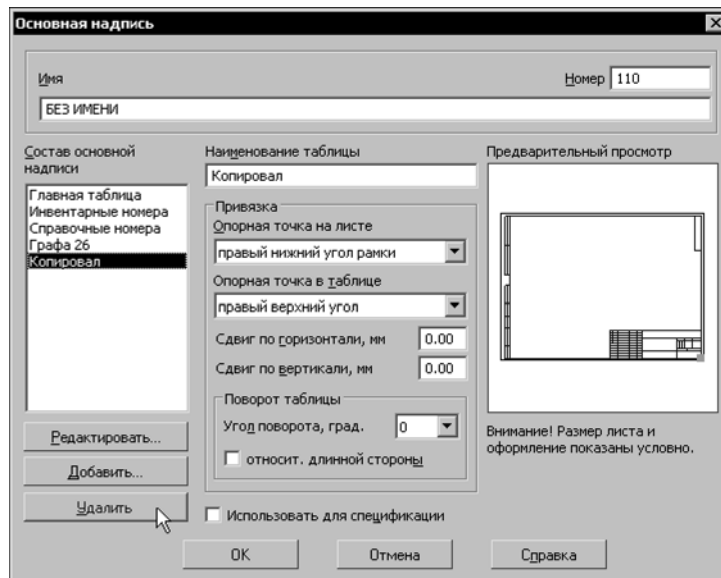 Основная надпись
Имя
Номер 110
БЕЗ ИМЕНИ
Состав основной надписи
Главная таблица
Инвентарные номера
Справочные номера
Графа 26
Копировал
Редактировать...
Добавить...
Удалить
Наименование таблицы
Копировал
Привязка
Опорная точка на листе
правый нижний угол рамки
Опорная точка в таблице
правый верхний угол
Сдвиг по горизонтали, мм 0.00
Сдвиг по вертикали, мм 0.00
Поворот таблицы
Угол поворота, град. 0
относит. длинной стороны
Использовать для спецификации
Предварительный просмотр
Внимание! Размер листа и
оформление показаны условно.
OK
Отмена
Справка